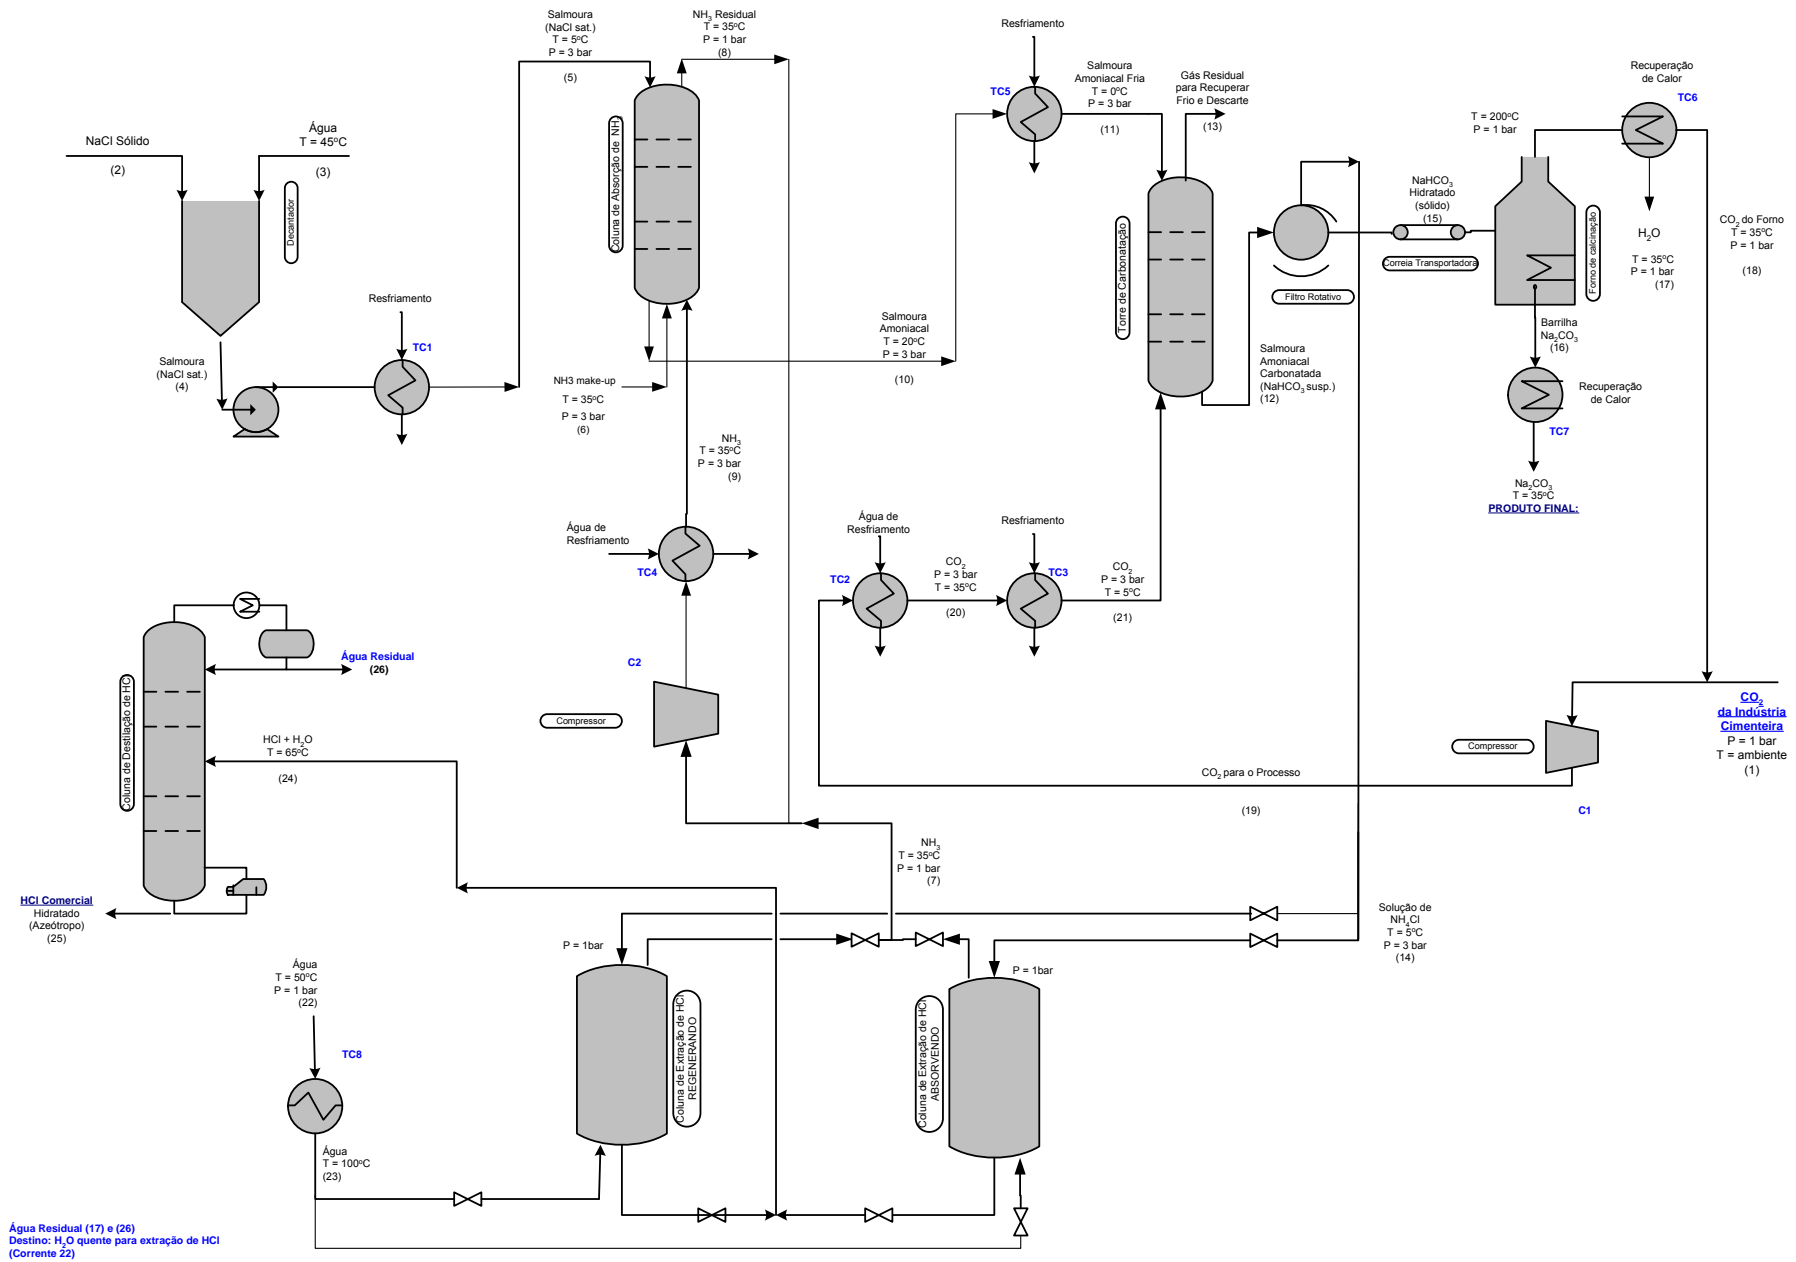 Salmoura
(NaCl sat.)
T = 5ºC
P = 3 bar
(5)
NH3 Residual
T = 35ºC
P = 1 bar
(8)
Coluna de Absorção de NH3
NaCl Sólido
(2)
Água
T = 45ºC
(3)
Decantador
Salmoura
(NaCl sat.)
(4)
Resfriamento
TC1
NH3 make-up
T = 35ºC
P = 3 bar
(6)
NH3
T = 35ºC
P = 3 bar
(9)
Água de
Resfriamento
TC4
C2
Compressor
Salmoura
Amoniacal
T = 20ºC
P = 3 bar
(10)
Resfriamento
TC5
Salmoura
Amoniacal Fria
T = 0ºC
P = 3 bar
(11)
Gás Residual
para Recuperar
Frio e Descarte
(13)
Torre de Carbonatação
Salmoura
Amoniacal
Carbonatada
(NaHCO3 susp.)
(12)
Filtro Rotativo
NaHCO3
Hidratado
(sólido)
(15)
Correia Transportadora
T = 200ºC
P = 1 bar
Forno de calcinação
Recuperação
de Calor
TC6
H2O
T = 35ºC
P = 1 bar
(17)
CO2 do Forno
T = 35ºC
P = 1 bar
(18)
Barrilha
Na2CO3
(16)
Recuperação
de Calor
TC7
Na2CO3
T = 35ºC
PRODUTO FINAL:
Água de
Resfriamento
TC2
CO2
P = 3 bar
T = 35ºC
(20)
Resfriamento
TC3
CO2
P = 3 bar
T = 5ºC
(21)
CO2
da Indústria
Cimenteira
P = 1 bar
T = ambiente
(1)
Compressor
C1
CO2 para o Processo
(19)
NH3
T = 35ºC
P = 1 bar
(7)
Coluna de Destilação de HCl
Água Residual
(26)
HCl + H2O
T = 65ºC
(24)
HCl Comercial
Hidratado
(Azeótropo)
(25)
Água
T = 50ºC
P = 1 bar
(22)
TC8
Água
T = 100ºC
(23)
P = 1bar
Coluna de Extração de HCl
REGENERANDO
P = 1bar
Coluna de Extração de HCl
ABSORVENDO
Solução de
NH4Cl
T = 5ºC
P = 3 bar
(14)
Água Residual (17) e (26)
Destino: H2O quente para extração de HCl
(Corrente 22)